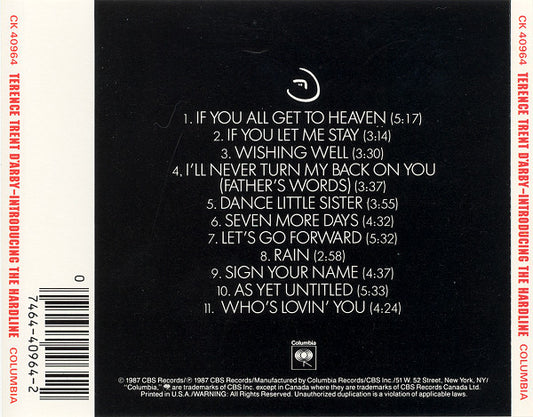 CK 40964 TERENCE TRENT D'ARBY–INTRODUCING THE HARDLINE COLUMBIA
1. IF YOU ALL GET TO HEAVEN (5:17)
2. IF YOU LET ME STAY (3:14)
3. WISHING WELL (3:30)
4. I'LL NEVER TURN MY BACK ON YOU
(FATHER'S WORDS) (3:37)
5. DANCE LITTLE SISTER (3:55)
6. SEVEN MORE DAYS (4:32)
7. LET'S GO FORWARD (5:32)
8. RAIN (2:58)
9. SIGN YOUR NAME (4:37)
10. AS YET UNTITLED (5:33)
11. WHO'S LOVIN' YOU (4:24)
0
7464-40964-2
Columbia
© 1987 CBS Records/℗ 1987 CBS Records/Manufactured by Columbia Records/CBS Inc./51 W. 52 Street, New York, NY/
"Columbia," are trademarks of CBS Inc. except in Canada where they are trademarks of CBS Records Canada Ltd.
Printed in U.S.A./WARNING: All Rights Reserved. Unauthorized duplication is a violation of applicable laws.
CK 40964 TERENCE TRENT D'ARBY–INTRODUCING THE HARDLINE COLUMBIA